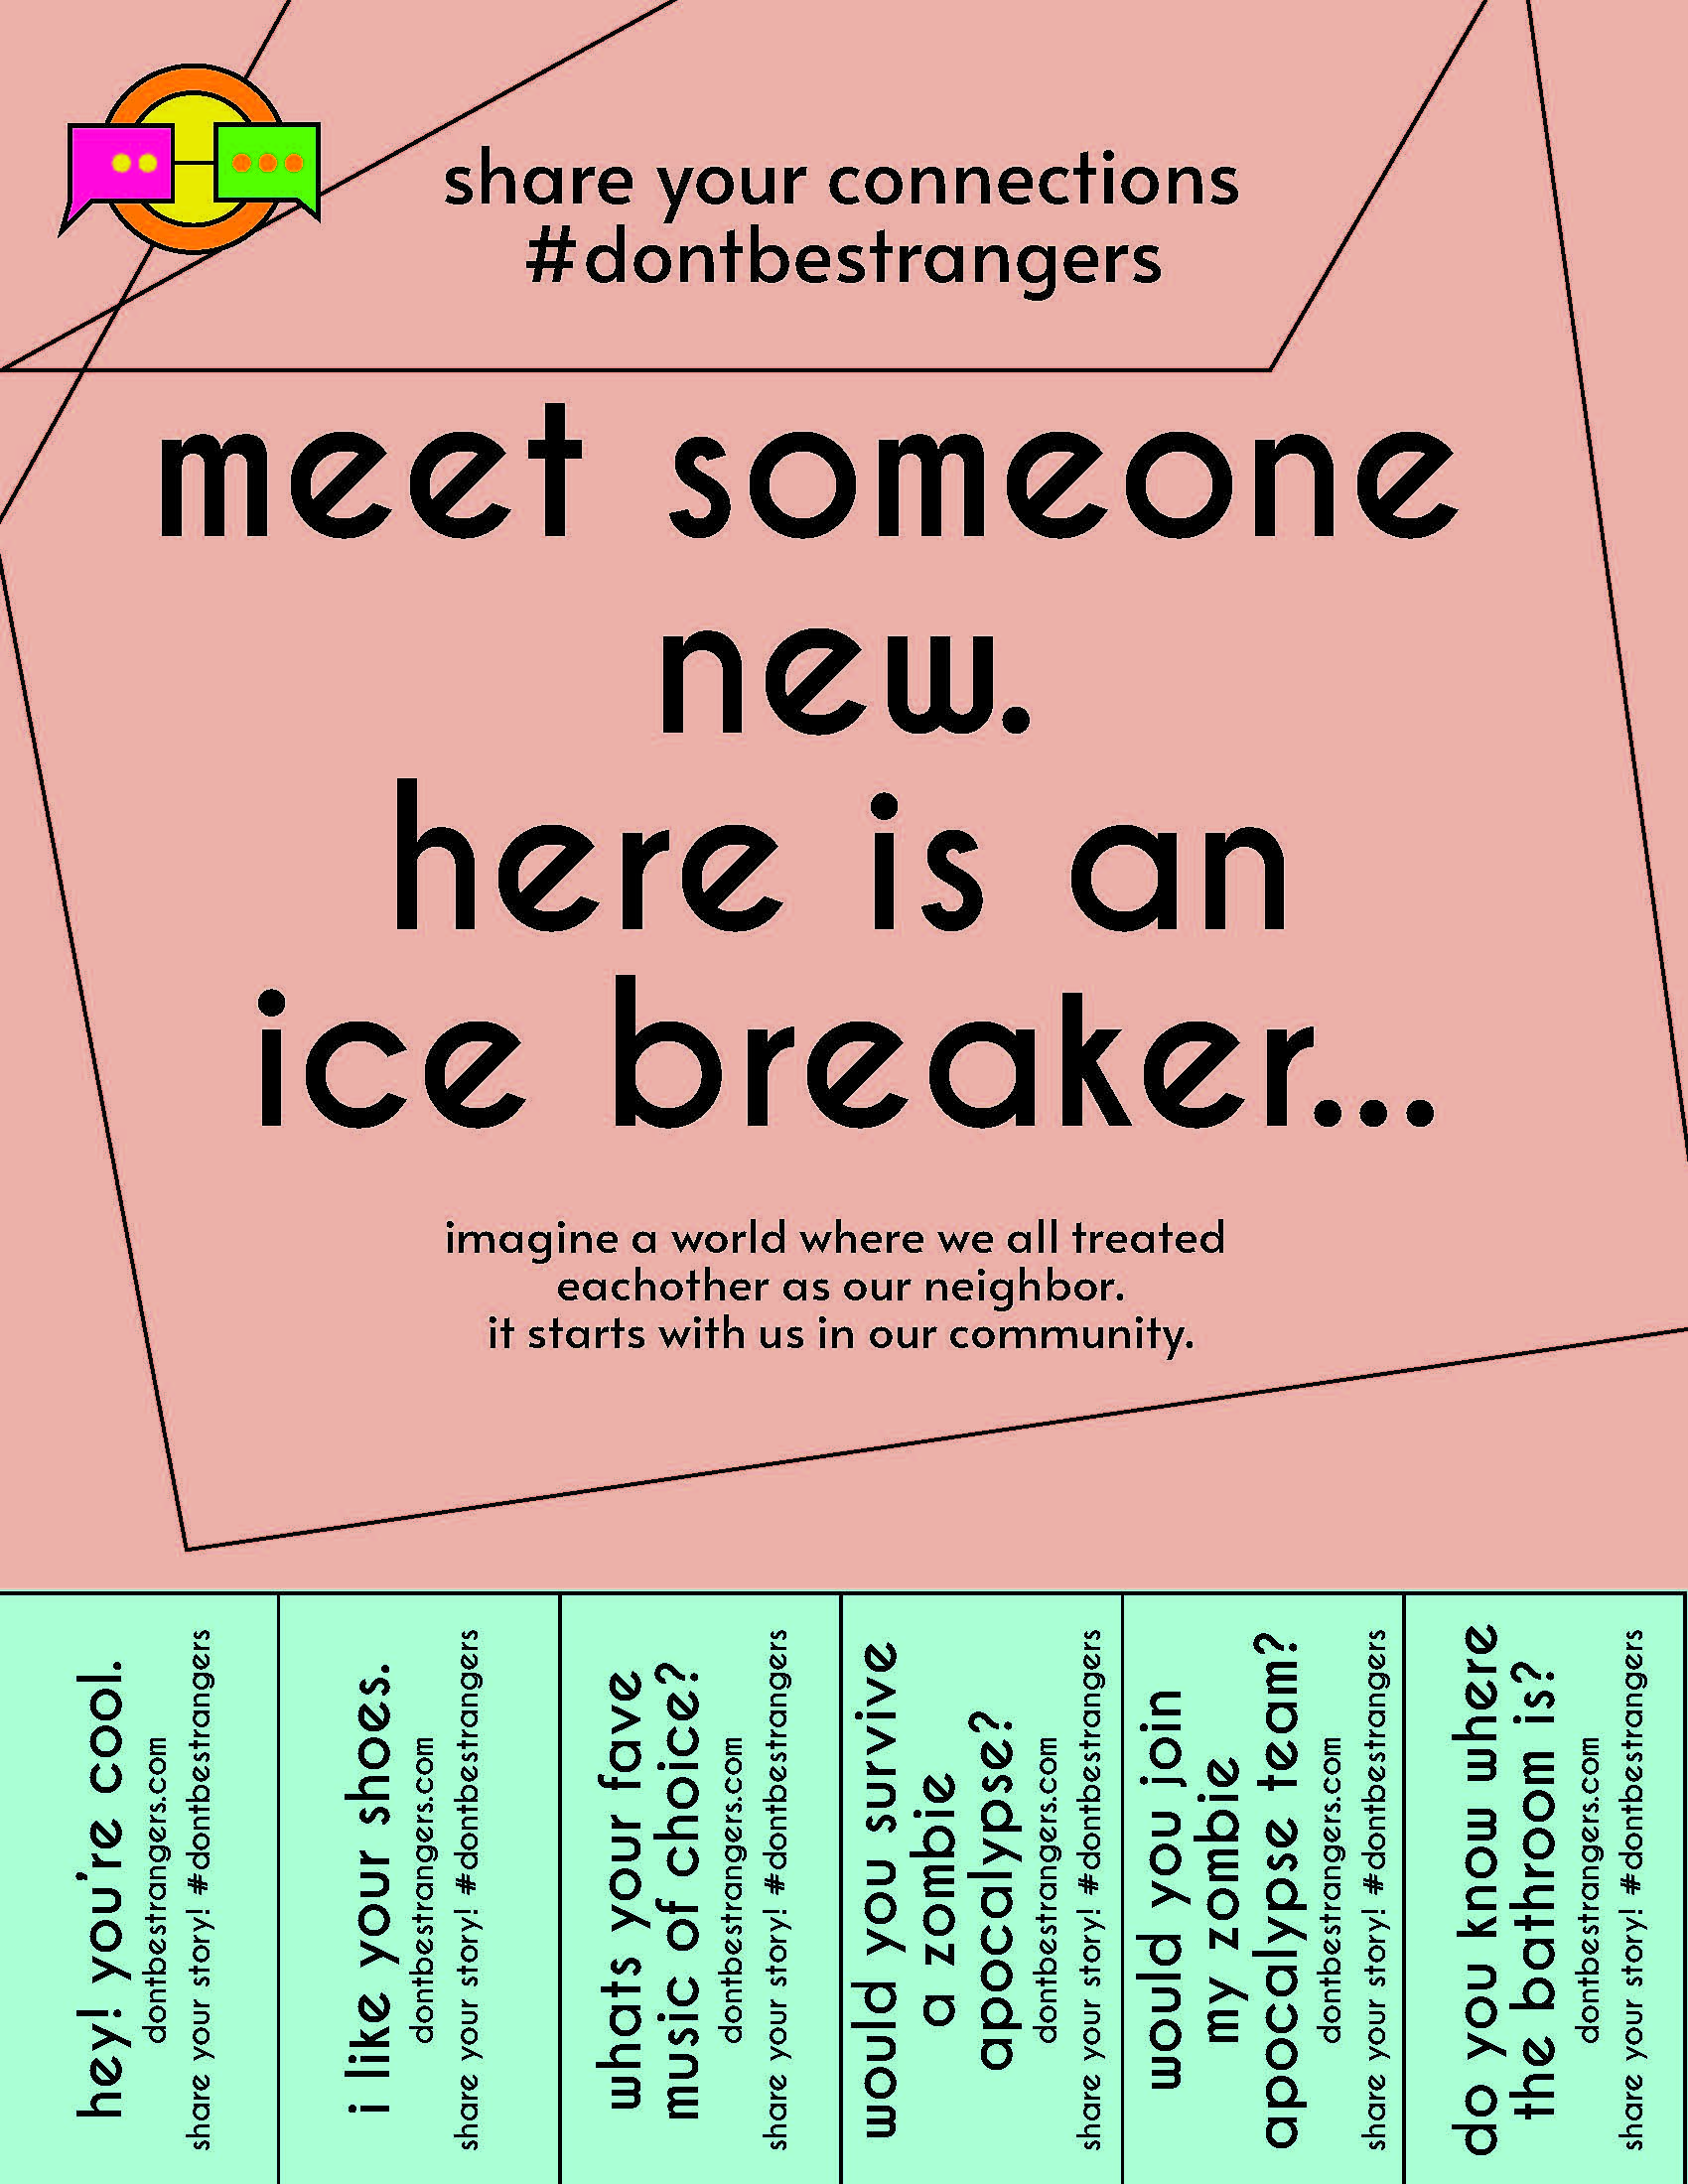 share your connections
#dontbestrangers
meet someone
new.
here is an
ice breaker...
imagine a world where we all treated
eachother as our neighbor.
it starts with us in our community.
hey! you're cool.
dontbestrangers.com
share your story! #dontbestrangers
i like your shoes.
dontbestrangers.com
share your story! #dontbestrangers
whats your fave
music of choice?
dontbestrangers.com
share your story! #dontbestrangers
would you survive
a zombie
apocalypse?
dontbestrangers.com
share your story! #dontbestrangers
would you join
my zombie
apocalypse team?
dontbestrangers.com
share your story! #dontbestrangers
do you know where
the bathroom is?
dontbestrangers.com
share your story! #dontbestrangers